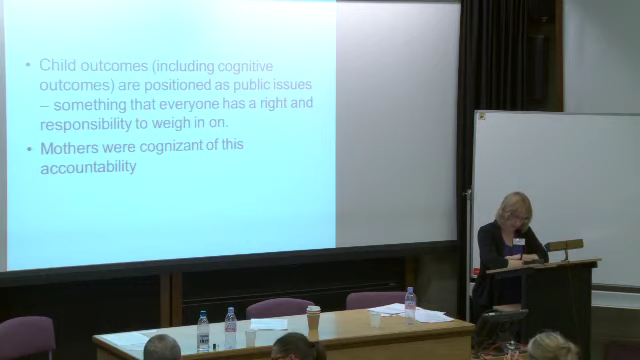 • Child outcomes (including cognitive
outcomes) are positioned as public issues
– something that everyone has a right and
responsibility to weigh in on.
• Mothers were cognizant of this
accountability